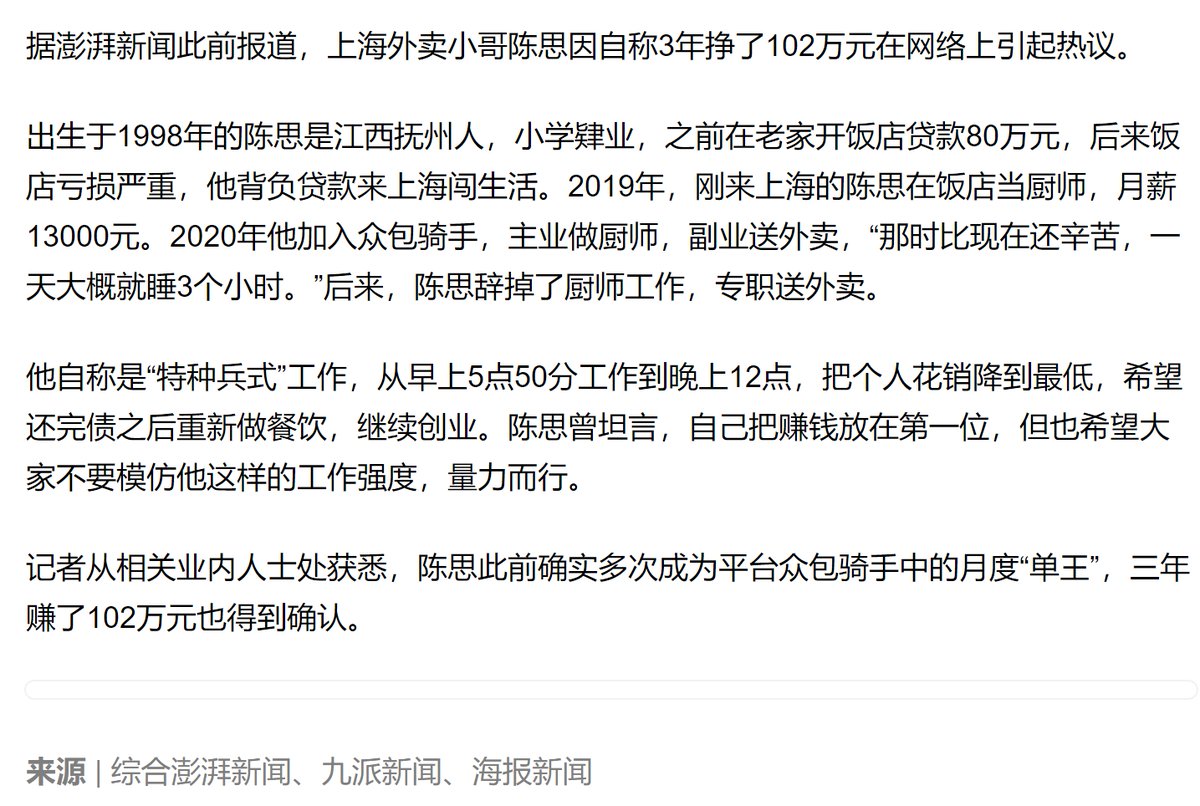 据澎湃新闻此前报道，上海外卖小哥陈思因自称3年挣了102万元在网络上引起热议。
出生于1998年的陈思是江西抚州人，小学肄业，之前在老家开饭店贷款80万元，后来饭
店亏损严重，他背负贷款来上海闯生活。2019年，刚来上海的陈思在饭店当厨师，月薪
13000元。2020年他加入众包骑手，主业做厨师，副业送外卖，“那时比现在还辛苦，一
天大概就睡3个小时。”后来，陈思辞掉了厨师工作，专职送外卖。
他自称是“特种兵式”工作，从早上5点50分工作到晚上12点，把个人花销降到最低，希望
还完债之后重新做餐饮，继续创业。陈思曾坦言，自己把赚钱放在第一位，但也希望大
家不要模仿他这样的工作强度，量力而行。
记者从相关业内人士处获悉，陈思此前确实多次成为平台众包骑手中的月度“单王”，三年
赚了102万元也得到确认。
来源 | 综合澎湃新闻、九派新闻、海报新闻